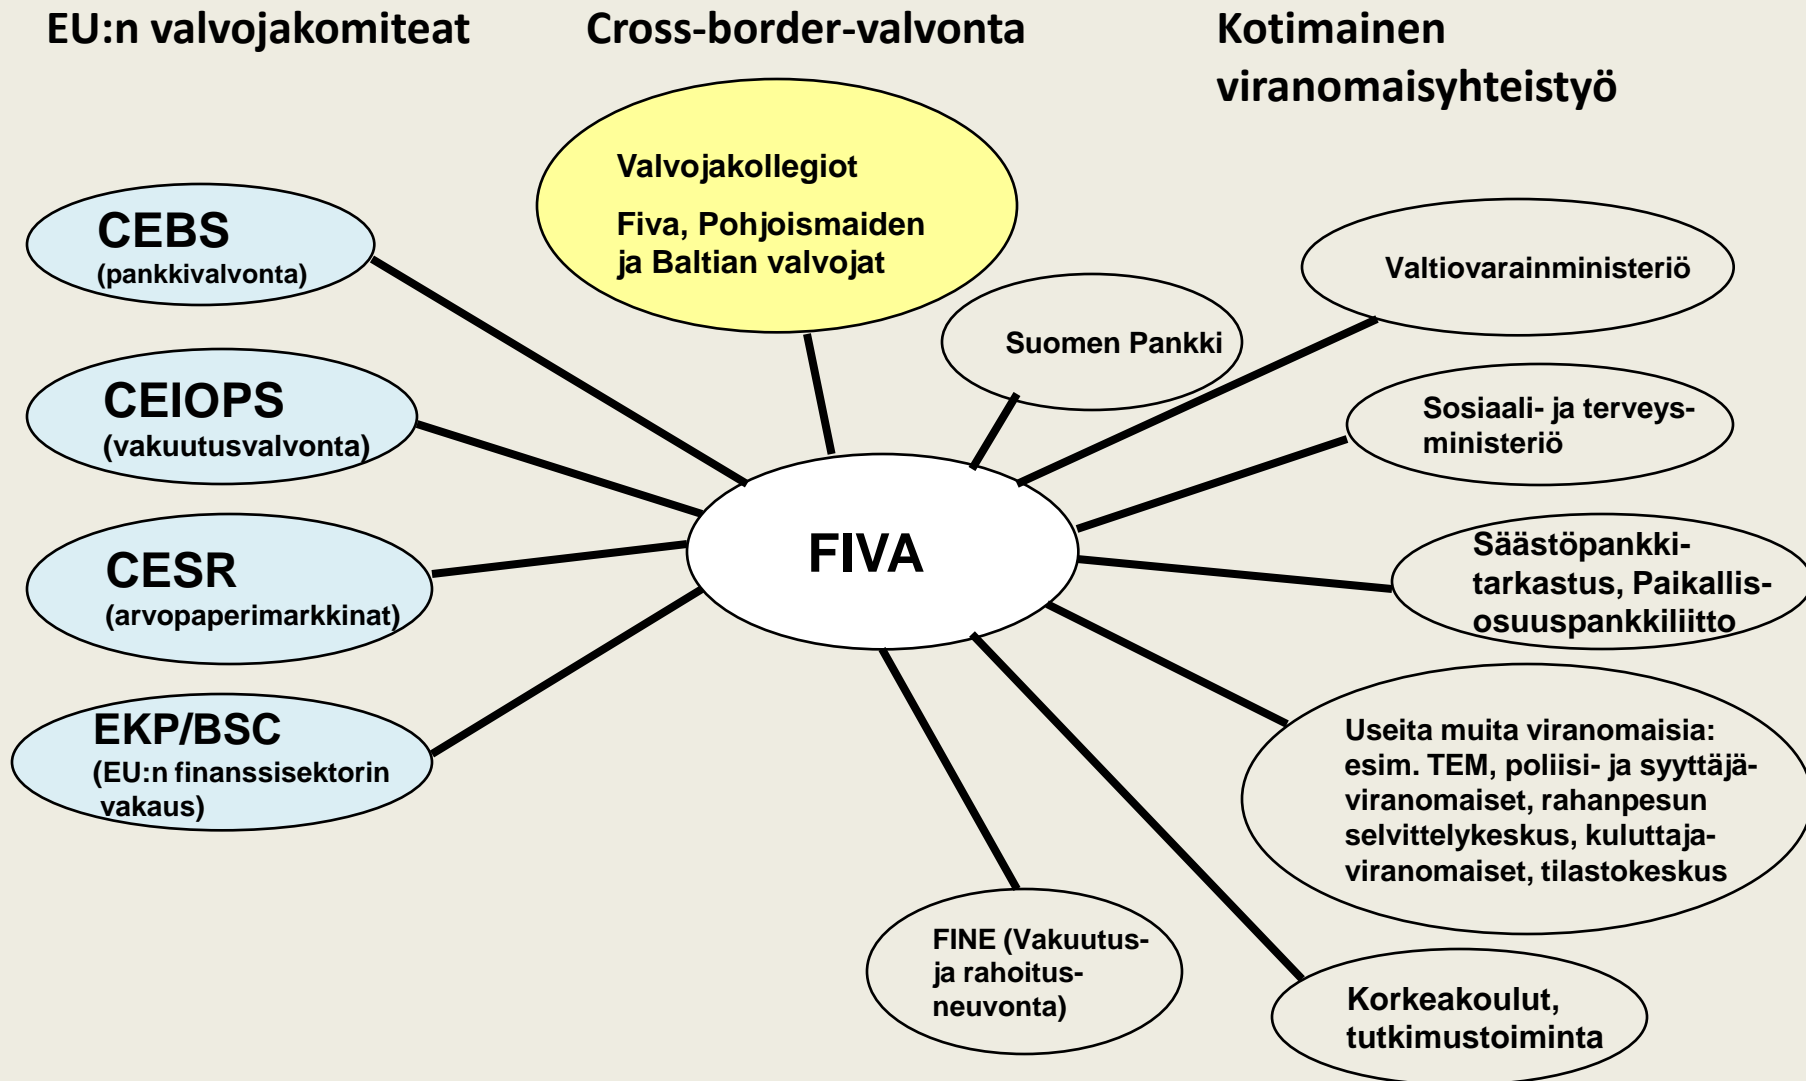 EU:n valvojakomiteat
Cross-border-valvonta
Kotimainen
viranomaisyhteistyö
Valvojakollegiot
Fiva, Pohjoismaiden
ja Baltian valvojat
CEBS
(pankkivalvonta)
CEIOPS
(vakuutusvalvonta)
CESR
(arvopaperimarkkinat)
EKP/BSC
(EU:n finanssisektorin
vakaus)
FIVA
Suomen Pankki
Valtiovarainministeriö
Sosiaali- ja terveys-
ministeriö
Säästöpankki-
tarkastus, Paikallis-
osuuspankkiliitto
Useita muita viranomaisia:
esim. TEM, poliisi- ja syyttäjä-
viranomaiset, rahanpesun
selvittelykeskus, kuluttaja-
viranomaiset, tilastokeskus
FINE (Vakuutus-
ja rahoitus-
neuvonta)
Korkeakoulut,
tutkimustoiminta